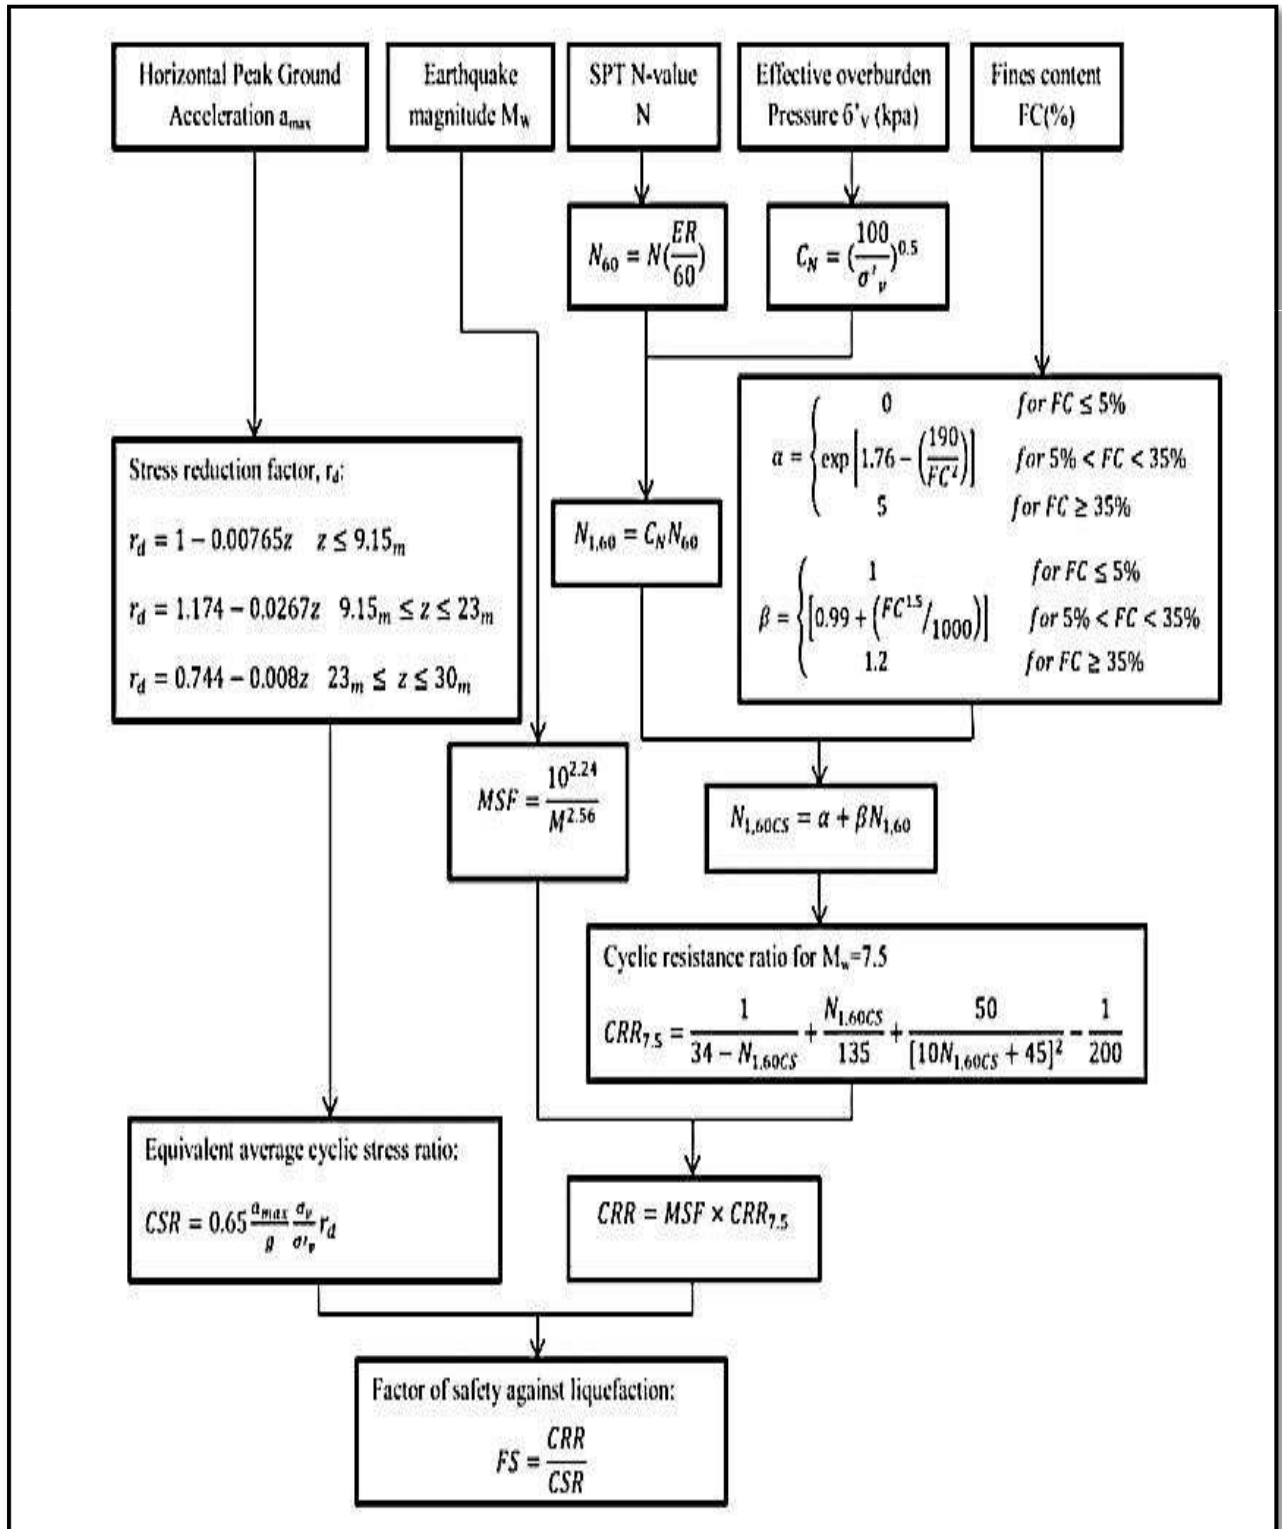 Horizontal Peak Ground
Acceleration a_max
Earthquake
magnitude M_w
SPT N-value
N
Effective overburden
Pressure б'_V (kpa)
Fines content
FC(%)
N_60 = N(ER/60)
C_N = (100/σ'_v)^0.5
α = { 0 for FC ≤ 5%
exp[1.76 − (190/FC^2)] for 5% < FC < 35%
5 for FC ≥ 35%
β = { 1 for FC ≤ 5%
[0.99 + (FC^1.5/1000)] for 5% < FC < 35%
1.2 for FC ≥ 35%
Stress reduction factor, r_d:
r_d = 1 − 0.00765z z ≤ 9.15_m
r_d = 1.174 − 0.0267z 9.15_m ≤ z ≤ 23_m
r_d = 0.744 − 0.008z 23_m ≤ z ≤ 30_m
N_1,60 = C_N N_60
MSF = 10^2.24/M^2.56
N_1,60CS = α + βN_1,60
Cyclic resistance ratio for M_w=7.5
CRR_7.5 = 1/(34 − N_1,60CS) + N_1,60CS/135 + 50/[10N_1,60CS + 45]^2 − 1/200
Equivalent average cyclic stress ratio:
CSR = 0.65 a_max/g σ_v/σ'_v r_d
CRR = MSF × CRR_7.5
Factor of safety against liquefaction:
FS = CRR/CSR